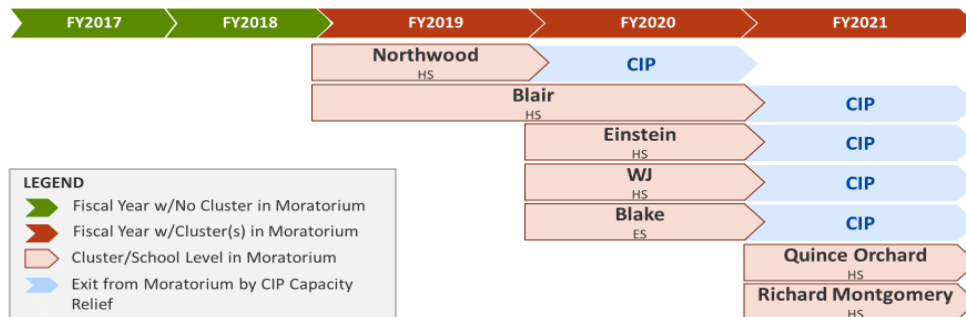 FY2017 FY2018 FY2019 FY2020 FY2021
Northwood
HS
CIP
Blair
HS
CIP
Einstein
HS
CIP
WJ
HS
CIP
Blake
ES
CIP
Quince Orchard
HS
Richard Montgomery
HS
LEGEND
Fiscal Year w/No Cluster in Moratorium
Fiscal Year w/Cluster(s) in Moratorium
Cluster/School Level in Moratorium
Exit from Moratorium by CIP Capacity
Relief